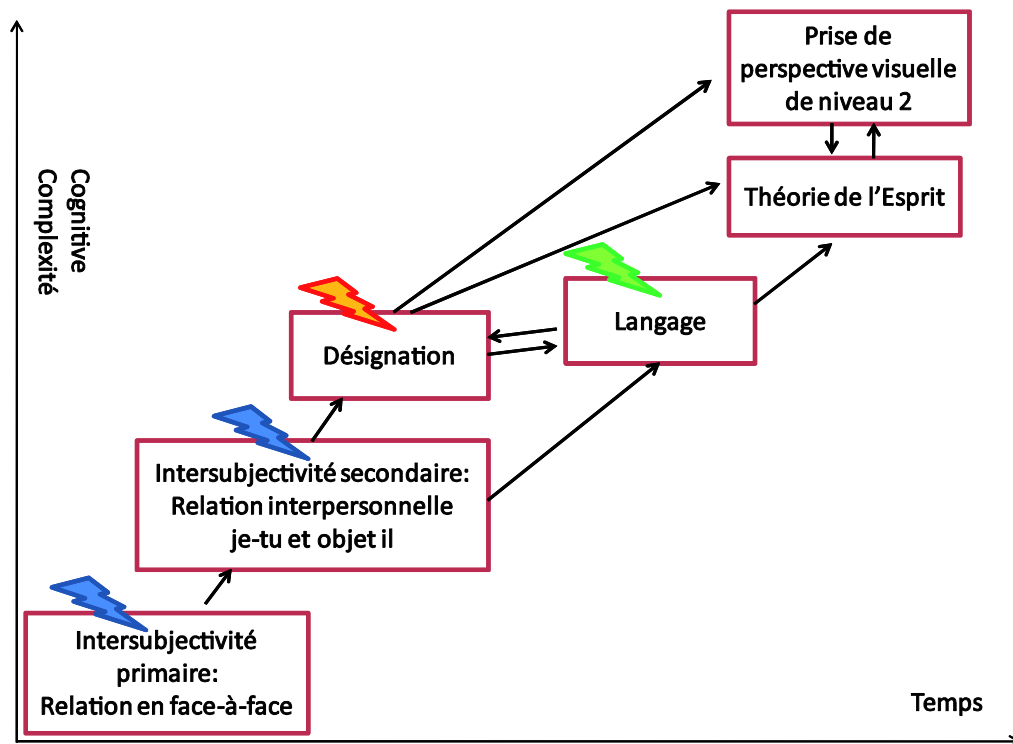 Prise de
perspective visuelle
de niveau 2
Théorie de l'Esprit
Cognitive
Complexité
Langage
Désignation
Intersubjectivité secondaire:
Relation interpersonnelle
je-tu et objet il
Intersubjectivité
primaire:
Relation en face-à-face
Temps